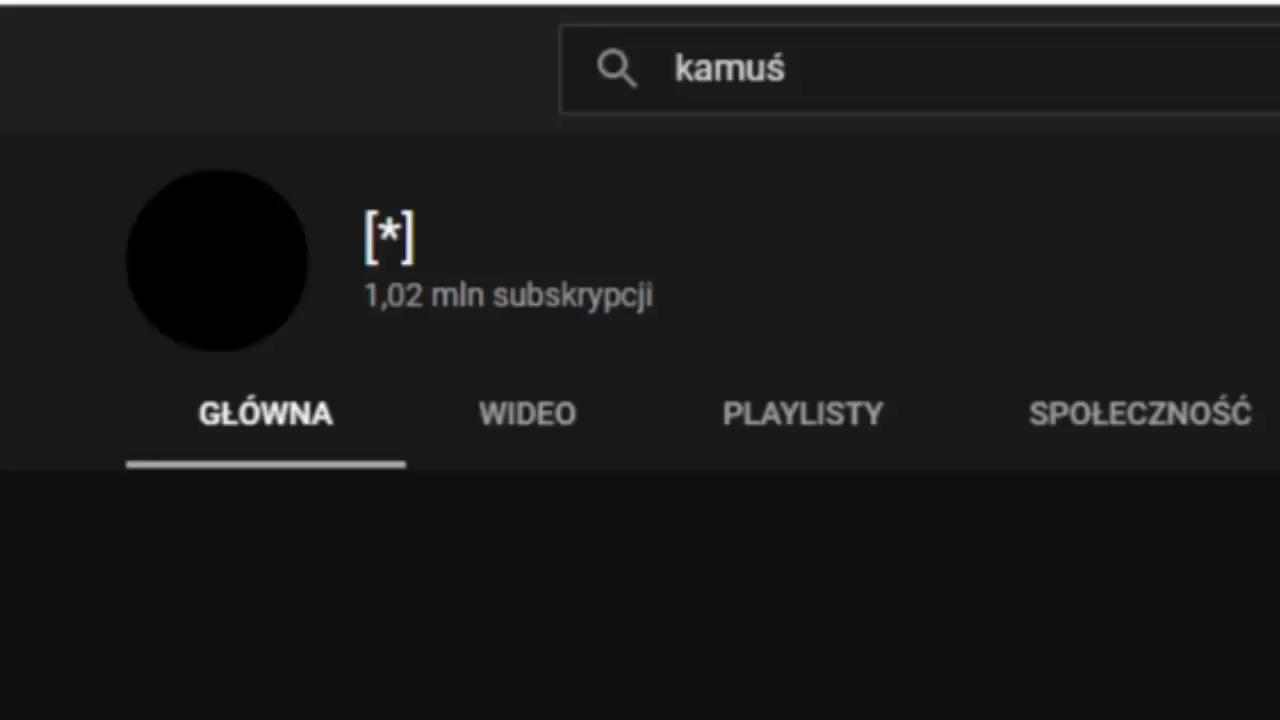 kamuś
[*]
1,02 mln subskrypcji
GŁÓWNA WIDEO PLAYLISTY SPOŁECZNOŚĆ